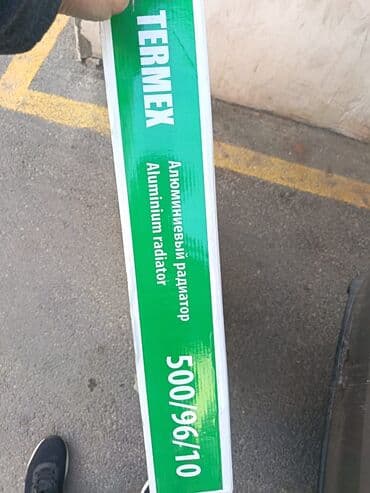 TERMEX
Алюминиевый радиатор
Aluminium radiator
500/96/10